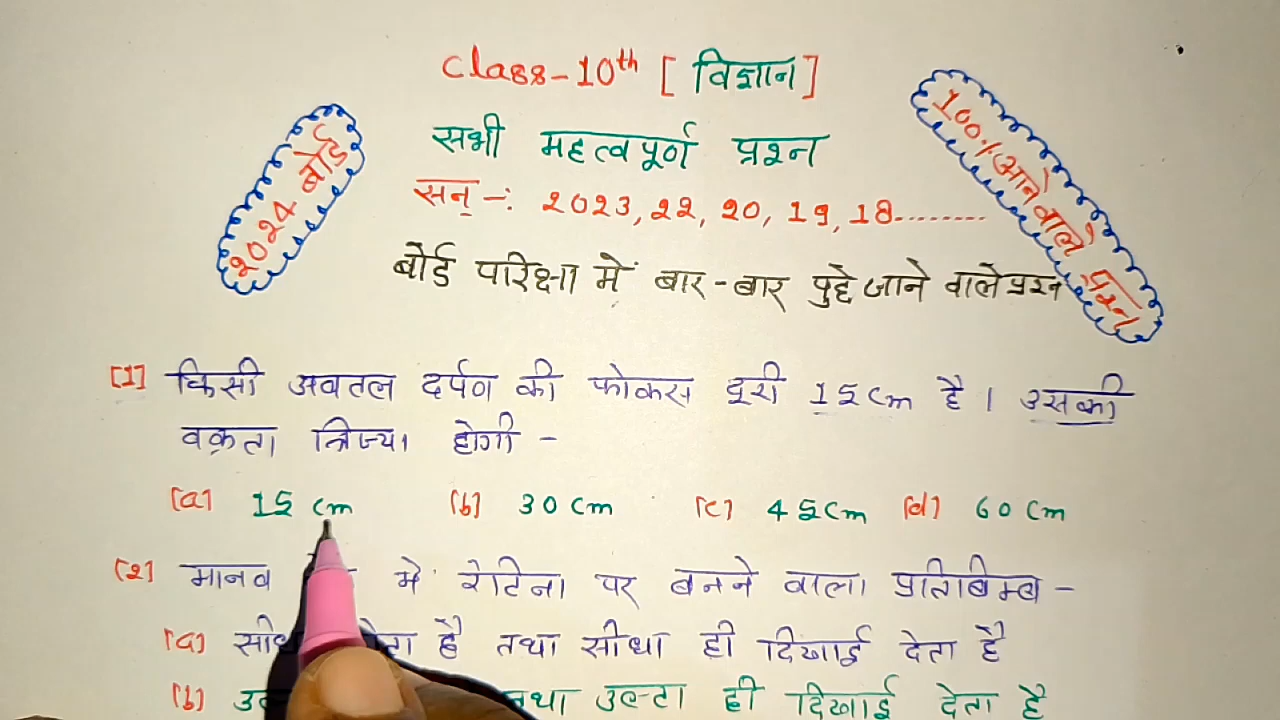 Class-10th [विज्ञान]
2024 बोर्ड
100% आने वाले प्रश्न
सभी महत्वपूर्ण प्रश्न
सन् -: 2023, 22, 20, 19, 18.........
बोर्ड परिक्षा में बार-बार पुछे जाने वाले प्रश्न
[1] किसी अवतल दर्पण की फोकस दूरी 15 cm है। उसकी
वक्रता त्रिज्या होगी -
[a] 15 cm [b] 30 cm [c] 45 cm [d] 60 cm
[2] मानव में रेटिना पर बनने वाला प्रतिबिम्ब -
[a] है तथा सीधा ही दिखाई देता है
[b] तथा उल्टा ही दिखाई देता है